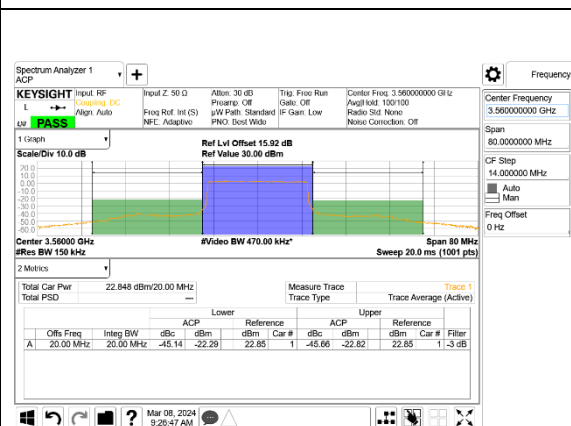 Spectrum Analyzer 1
ACP
Frequency
KEYSIGHT
L
PASS
Input: RF
Coupling: DC
Align: Auto
Input Z: 50 Ω
Freq Ref: Int (S)
NFE: Adaptive
Atten: 30 dB
Preamp: Off
µW Path: Standard
PNO: Best Wide
Trig: Free Run
Gate: Off
IF Gain: Low
Center Freq: 3.560000000 GHz
Avg|Hold: 100/100
Radio Std: None
Noise Correction: Off
Center Frequency
3.560000000 GHz
Span
80.0000000 MHz
CF Step
14.000000 MHz
Auto
Man
Freq Offset
0 Hz
1 Graph
Scale/Div 10.0 dB
Ref Lvl Offset 15.92 dB
Ref Value 30.00 dBm
20.0
10.0
0.00
-10.0
-20.0
-30.0
-40.0
-50.0
-60.0
Center 3.56000 GHz
#Video BW 470.00 kHz*
Span 80 MHz
#Res BW 150 kHz
Sweep 20.0 ms (1001 pts)
2 Metrics
Total Car Pwr 22.848 dBm/20.00 MHz
Total PSD ---
Measure Trace Trace 1
Trace Type Trace Average (Active)
Lower Upper
ACP Reference ACP Reference
Offs Freq Integ BW dBc dBm dBm Car # dBc dBm dBm Car # Filter
A 20.00 MHz 20.00 MHz -45.14 -22.29 22.85 1 -45.66 -22.82 22.85 1 -3 dB
?
Mar 08, 2024
9:26:47 AM